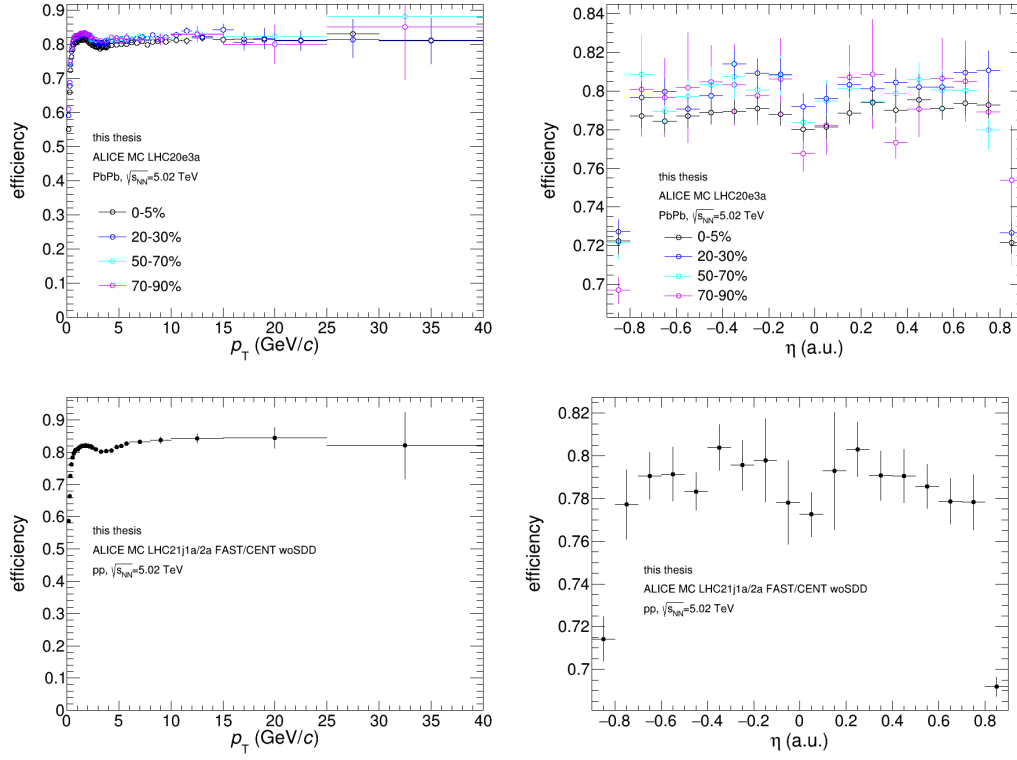 efficiency
0.9
0.8
0.7
0.6
0.5
0.4
0.3
0.2
0.1
0
this thesis
ALICE MC LHC20e3a
PbPb, √s_NN=5.02 TeV
0-5%
20-30%
50-70%
70-90%
0 5 10 15 20 25 30 35 40
p_T (GeV/c)
efficiency
0.84
0.82
0.8
0.78
0.76
0.74
0.72
0.7
this thesis
ALICE MC LHC20e3a
PbPb, √s_NN=5.02 TeV
0-5%
20-30%
50-70%
70-90%
−0.8 −0.6 −0.4 −0.2 0 0.2 0.4 0.6 0.8
η (a.u.)
efficiency
0.9
0.8
0.7
0.6
0.5
0.4
0.3
0.2
0.1
0
this thesis
ALICE MC LHC21j1a/2a FAST/CENT woSDD
pp, √s_NN=5.02 TeV
0 5 10 15 20 25 30 35 40
p_T (GeV/c)
efficiency
0.82
0.8
0.78
0.76
0.74
0.72
0.7
this thesis
ALICE MC LHC21j1a/2a FAST/CENT woSDD
pp, √s_NN=5.02 TeV
−0.8 −0.6 −0.4 −0.2 0 0.2 0.4 0.6 0.8
η (a.u.)